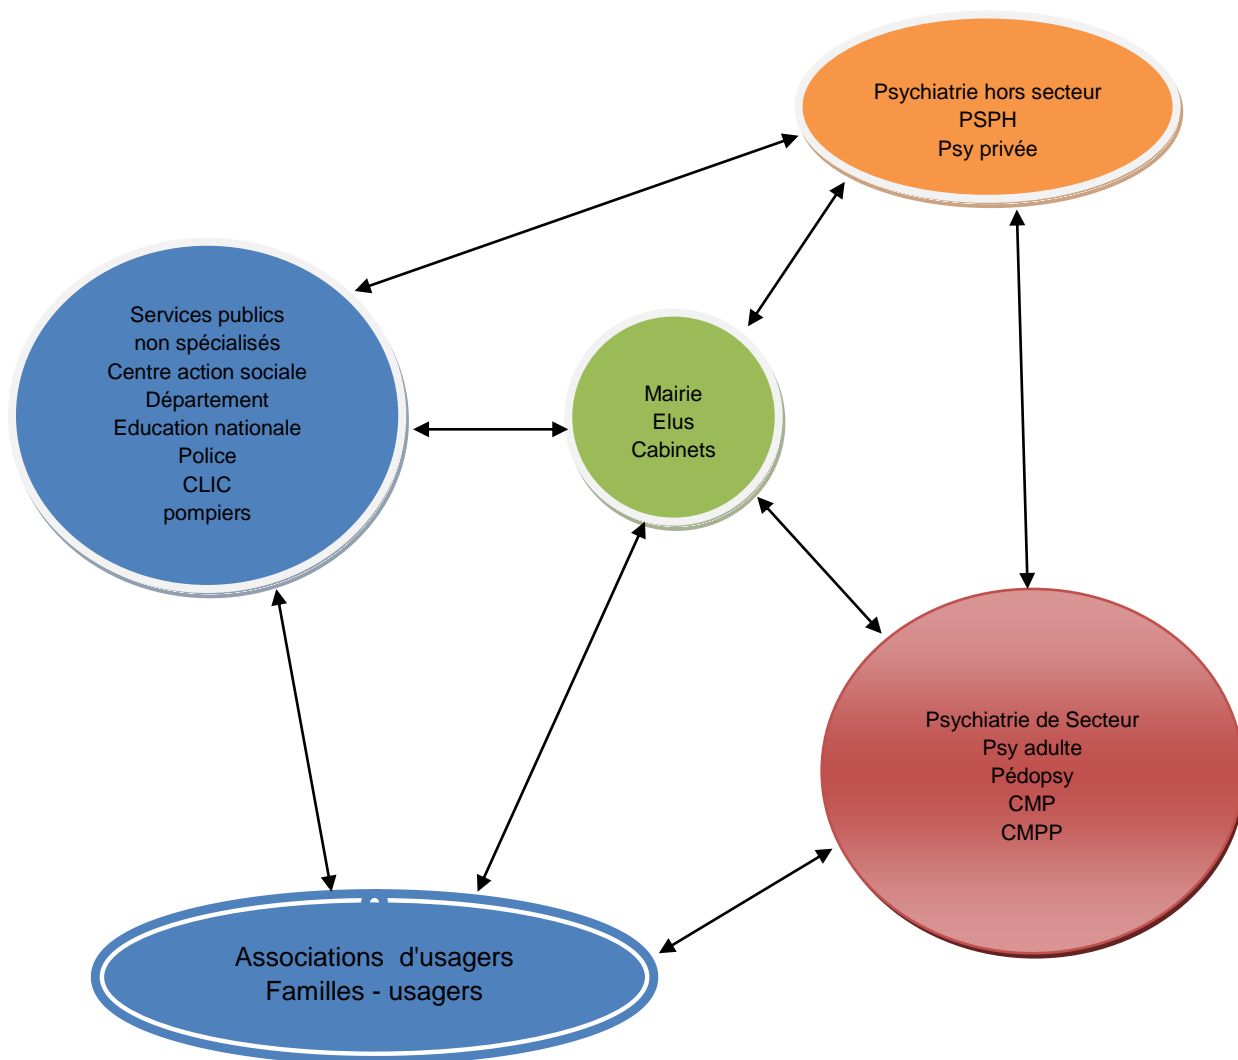 Psychiatrie hors secteur
PSPH
Psy privée
Services publics
non spécialisés
Centre action sociale
Département
Education nationale
Police
CLIC
pompiers
Mairie
Elus
Cabinets
Psychiatrie de Secteur
Psy adulte
Pédopsy
CMP
CMPP
Associations  d'usagers
Familles - usagers